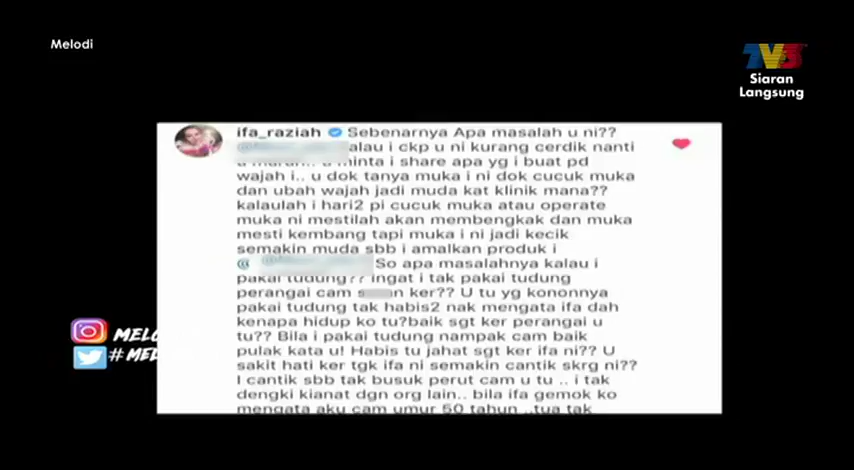 Melodi
TV3
Siaran
Langsung
ifa_raziah Sebenarnya Apa masalah u ni??
kalau i ckp u ni kurang cerdik nanti
u marah.. u minta i share apa yg i buat pd
wajah i.. u dok tanya muka i ni dok cucuk muka
dan ubah wajah jadi muda kat klinik mana??
kalaulah i hari2 pi cucuk muka atau operate
muka ni mestilah akan membengkak dan muka
mesti kembang tapi muka i ni jadi kecik
semakin muda sbb i amalkan produk i
@ So apa masalahnya kalau i
pakai tudung?? Ingat i tak pakai tudung
perangai cam s an ker?? U tu yg kononnya
pakai tudung tak habis2 nak mengata ifa dah
kenapa hidup ko tu?baik sgt ker perangai u
tu?? Bila i pakai tudung nampak cam baik
pulak kata u! Habis tu jahat sgt ker ifa ni?? U
sakit hati ker tgk ifa ni semakin cantik skrg ni??
I cantik sbb tak busuk perut cam u tu .. i tak
dengki kianat dgn org lain.. bila ifa gemok ko
mengata aku cam umur 50 tahun ..tua tak
MELO
#MEL